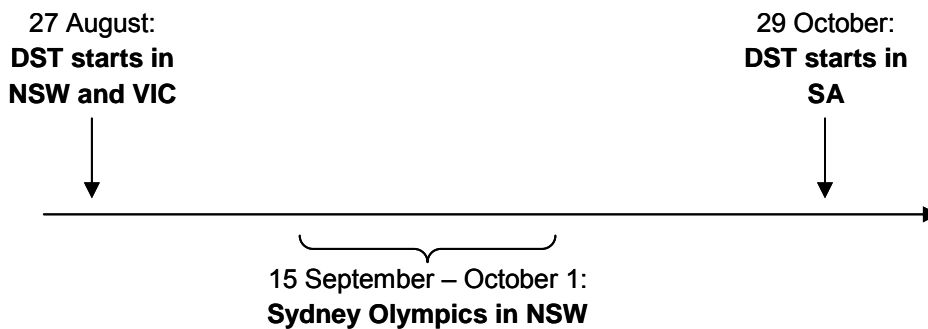 27 August:
DST starts in
NSW and VIC
29 October:
DST starts in
SA
15 September – October 1:
Sydney Olympics in NSW